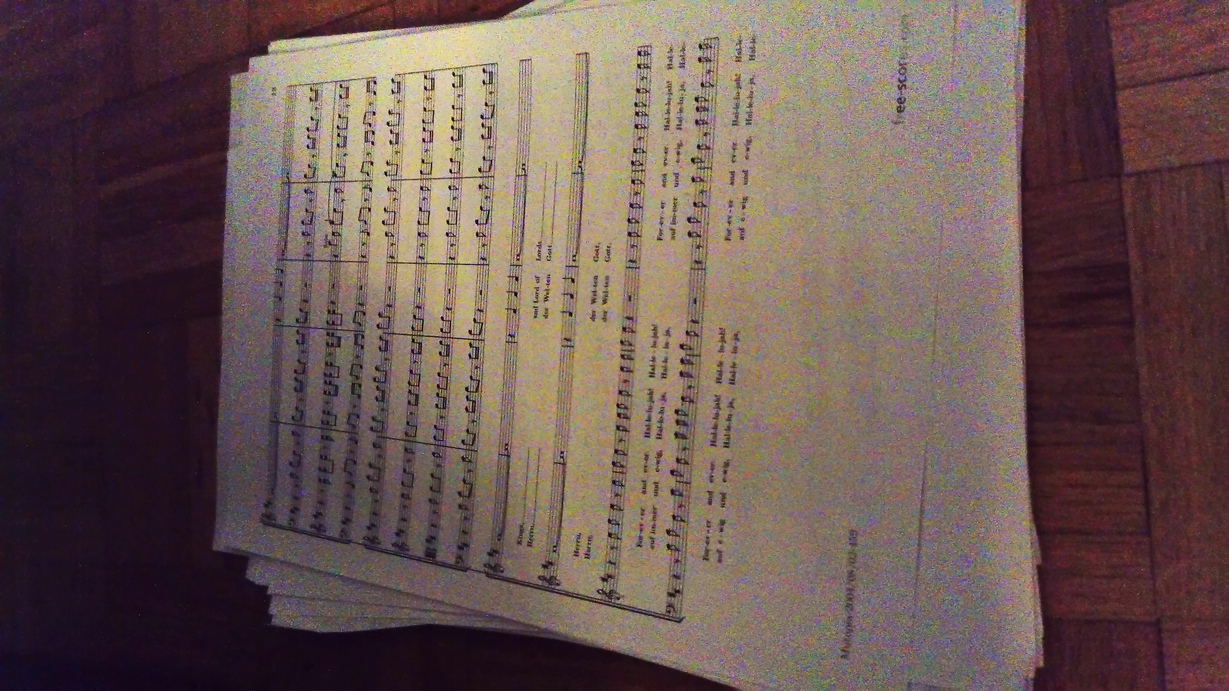 19
Kings, and Lord of Lords
Herrn, der Wel-ten Gott,
Herrn, der Wel-ten Gott,
Herrn, der Wel-ten Gott,
For-ev-er and ev-er. Hal-le-lu-jah! Hal-le-lu-jah! For-ev-er and ev-er. Hal-le-lu-jah! Hal-le-
auf im-mer und e-wig, Hal-le-lu-ja, Hal-le-lu-ja, auf im-mer und e-wig, Hal-le-lu-ja, Hal-le-
For-ev-er and ev-er. Hal-le-lu-jah! Hal-le-lu-jah! For-ev-er and ev-er. Hal-le-lu-jah! Hal-le-
auf e-wig und e-wig, Hal-le-lu-ja, Hal-le-lu-ja, auf e-wig und e-wig, Hal-le-lu-ja, Hal-le-
Mutopia-2004/08/02-459
free-scores.com